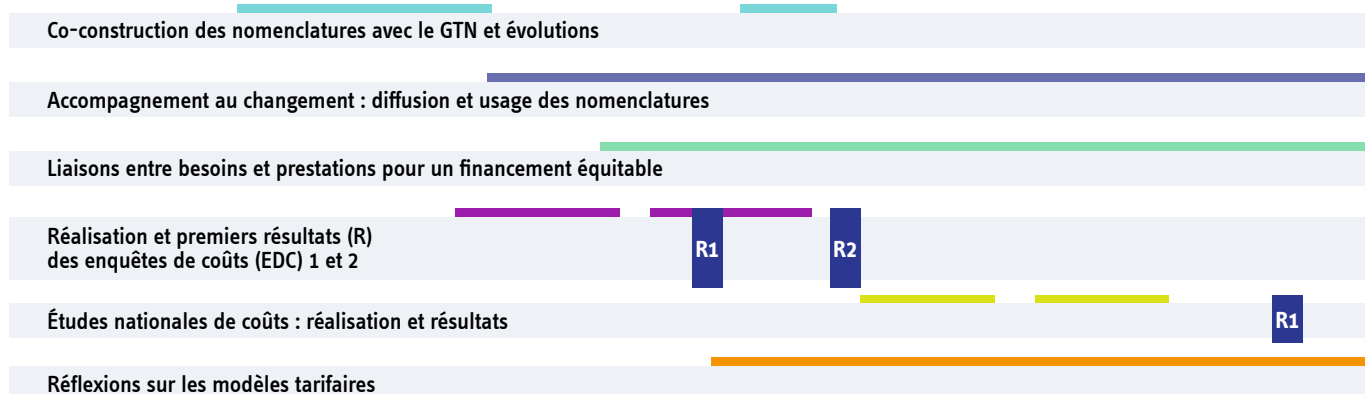 Co-construction des nomenclatures avec le GTN et évolutions
Accompagnement au changement : diffusion et usage des nomenclatures
Liaisons entre besoins et prestations pour un financement équitable
Réalisation et premiers résultats (R)
des enquêtes de coûts (EDC) 1 et 2
R1
R2
Études nationales de coûts : réalisation et résultats
R1
Réflexions sur les modèles tarifaires